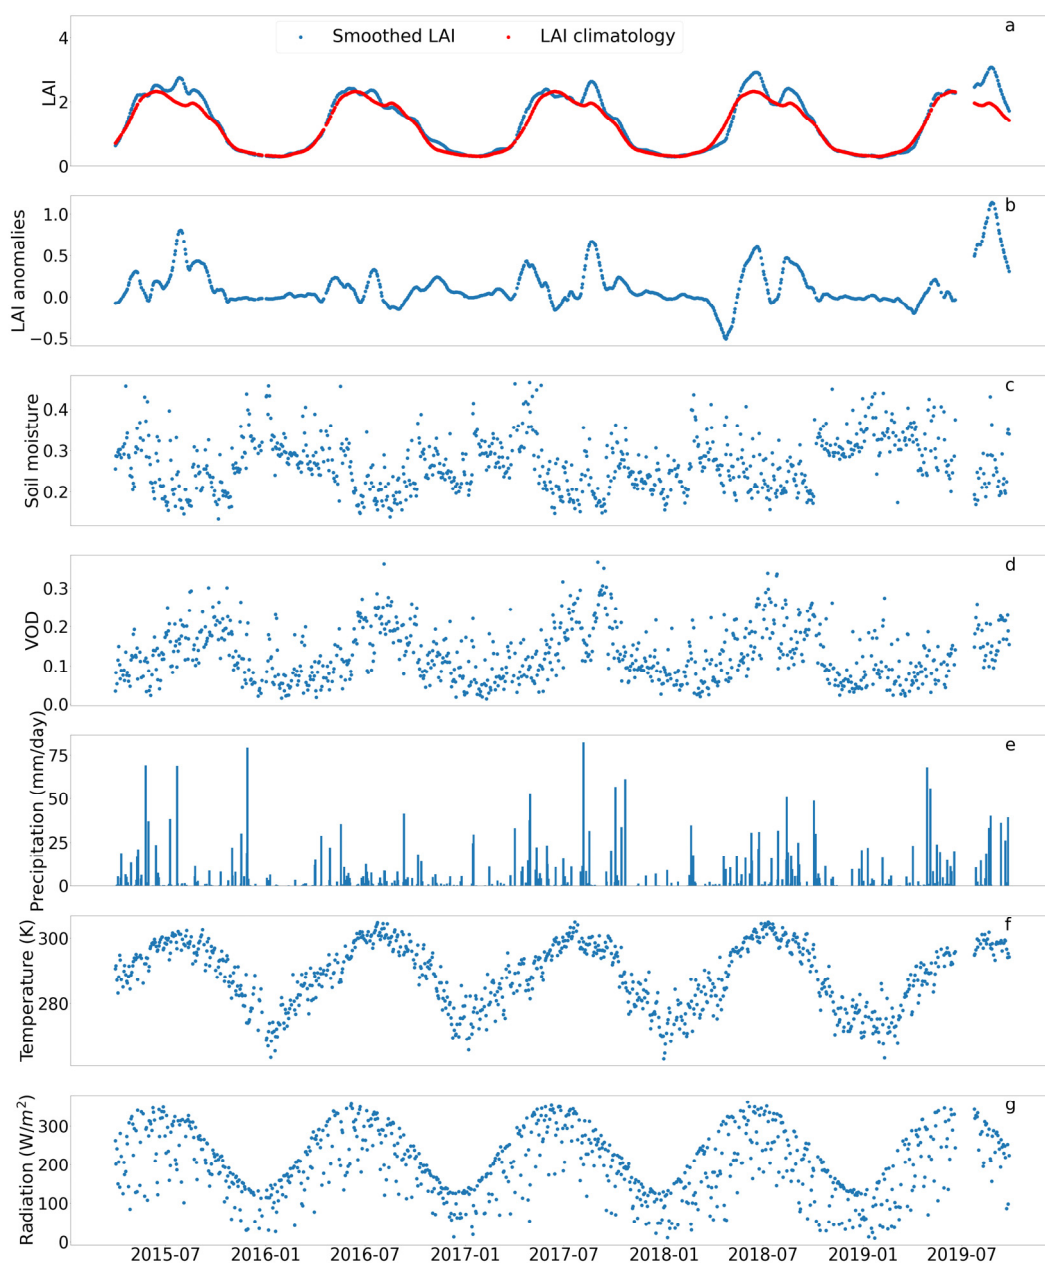 a
Smoothed LAI
LAI climatology
LAI
4
2
0
b
LAI anomalies
1.0
0.5
0.0
−0.5
c
Soil moisture
0.4
0.3
0.2
d
VOD
0.3
0.2
0.1
0.0
e
Precipitation (mm/day)
75
50
25
0
f
Temperature (K)
300
280
g
Radiation (W/m²)
300
200
100
0
2015-07 2016-01 2016-07 2017-01 2017-07 2018-01 2018-07 2019-01 2019-07